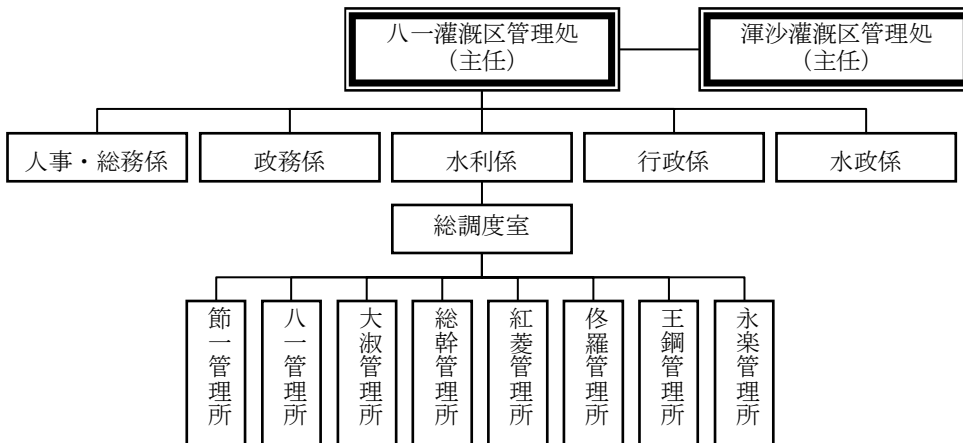 八一灌漑区管理処
（主任）
渾沙灌漑区管理処
（主任）
人事・総務係
政務係
水利係
行政係
水政係
総調度室
節一管理所
八一管理所
大淑管理所
総幹管理所
紅菱管理所
佟羅管理所
王鋼管理所
永楽管理所